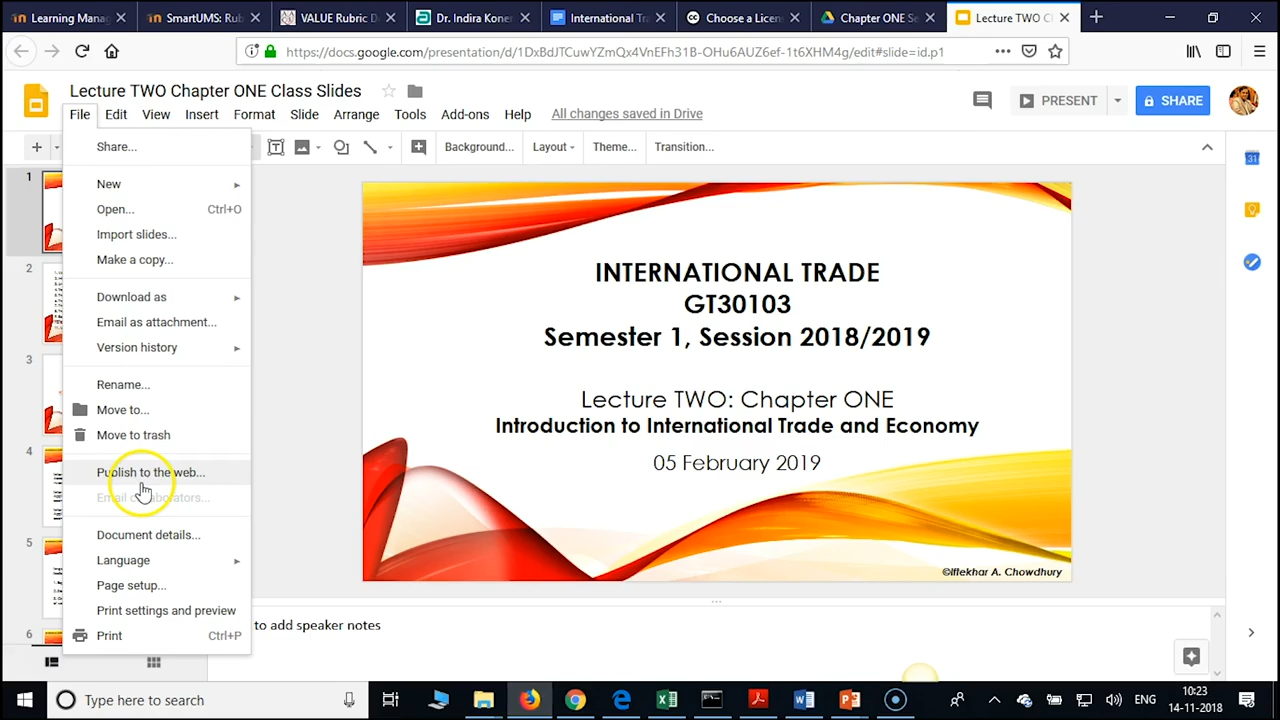 Learning Manag
SmartUMS: Rub
VALUE Rubric D
Dr. Indira Kone
International Tra
Choose a Licen
Chapter ONE Se
Lecture TWO C
https://docs.google.com/presentation/d/1DxBdJTCuwYZmQx4VnEFh31B-OHu6AUZ6ef-1t6XHM4g/edit#slide=id.p1
Lecture TWO Chapter ONE Class Slides
File Edit View Insert Format Slide Arrange Tools Add-ons Help All changes saved in Drive
PRESENT
SHARE
Background... Layout Theme... Transition...
Share...
New
Open... Ctrl+O
Import slides...
Make a copy...
Download as
Email as attachment...
Version history
Rename...
Move to...
Move to trash
Publish to the web...
Email collaborators...
Document details...
Language
Page setup...
Print settings and preview
Print Ctrl+P
1
2
3
4
5
6
INTERNATIONAL TRADE
GT30103
Semester 1, Session 2018/2019
Lecture TWO: Chapter ONE
Introduction to International Trade and Economy
05 February 2019
©Iftekhar A. Chowdhury
to add speaker notes
31
Type here to search
ENG
10:23
14-11-2018